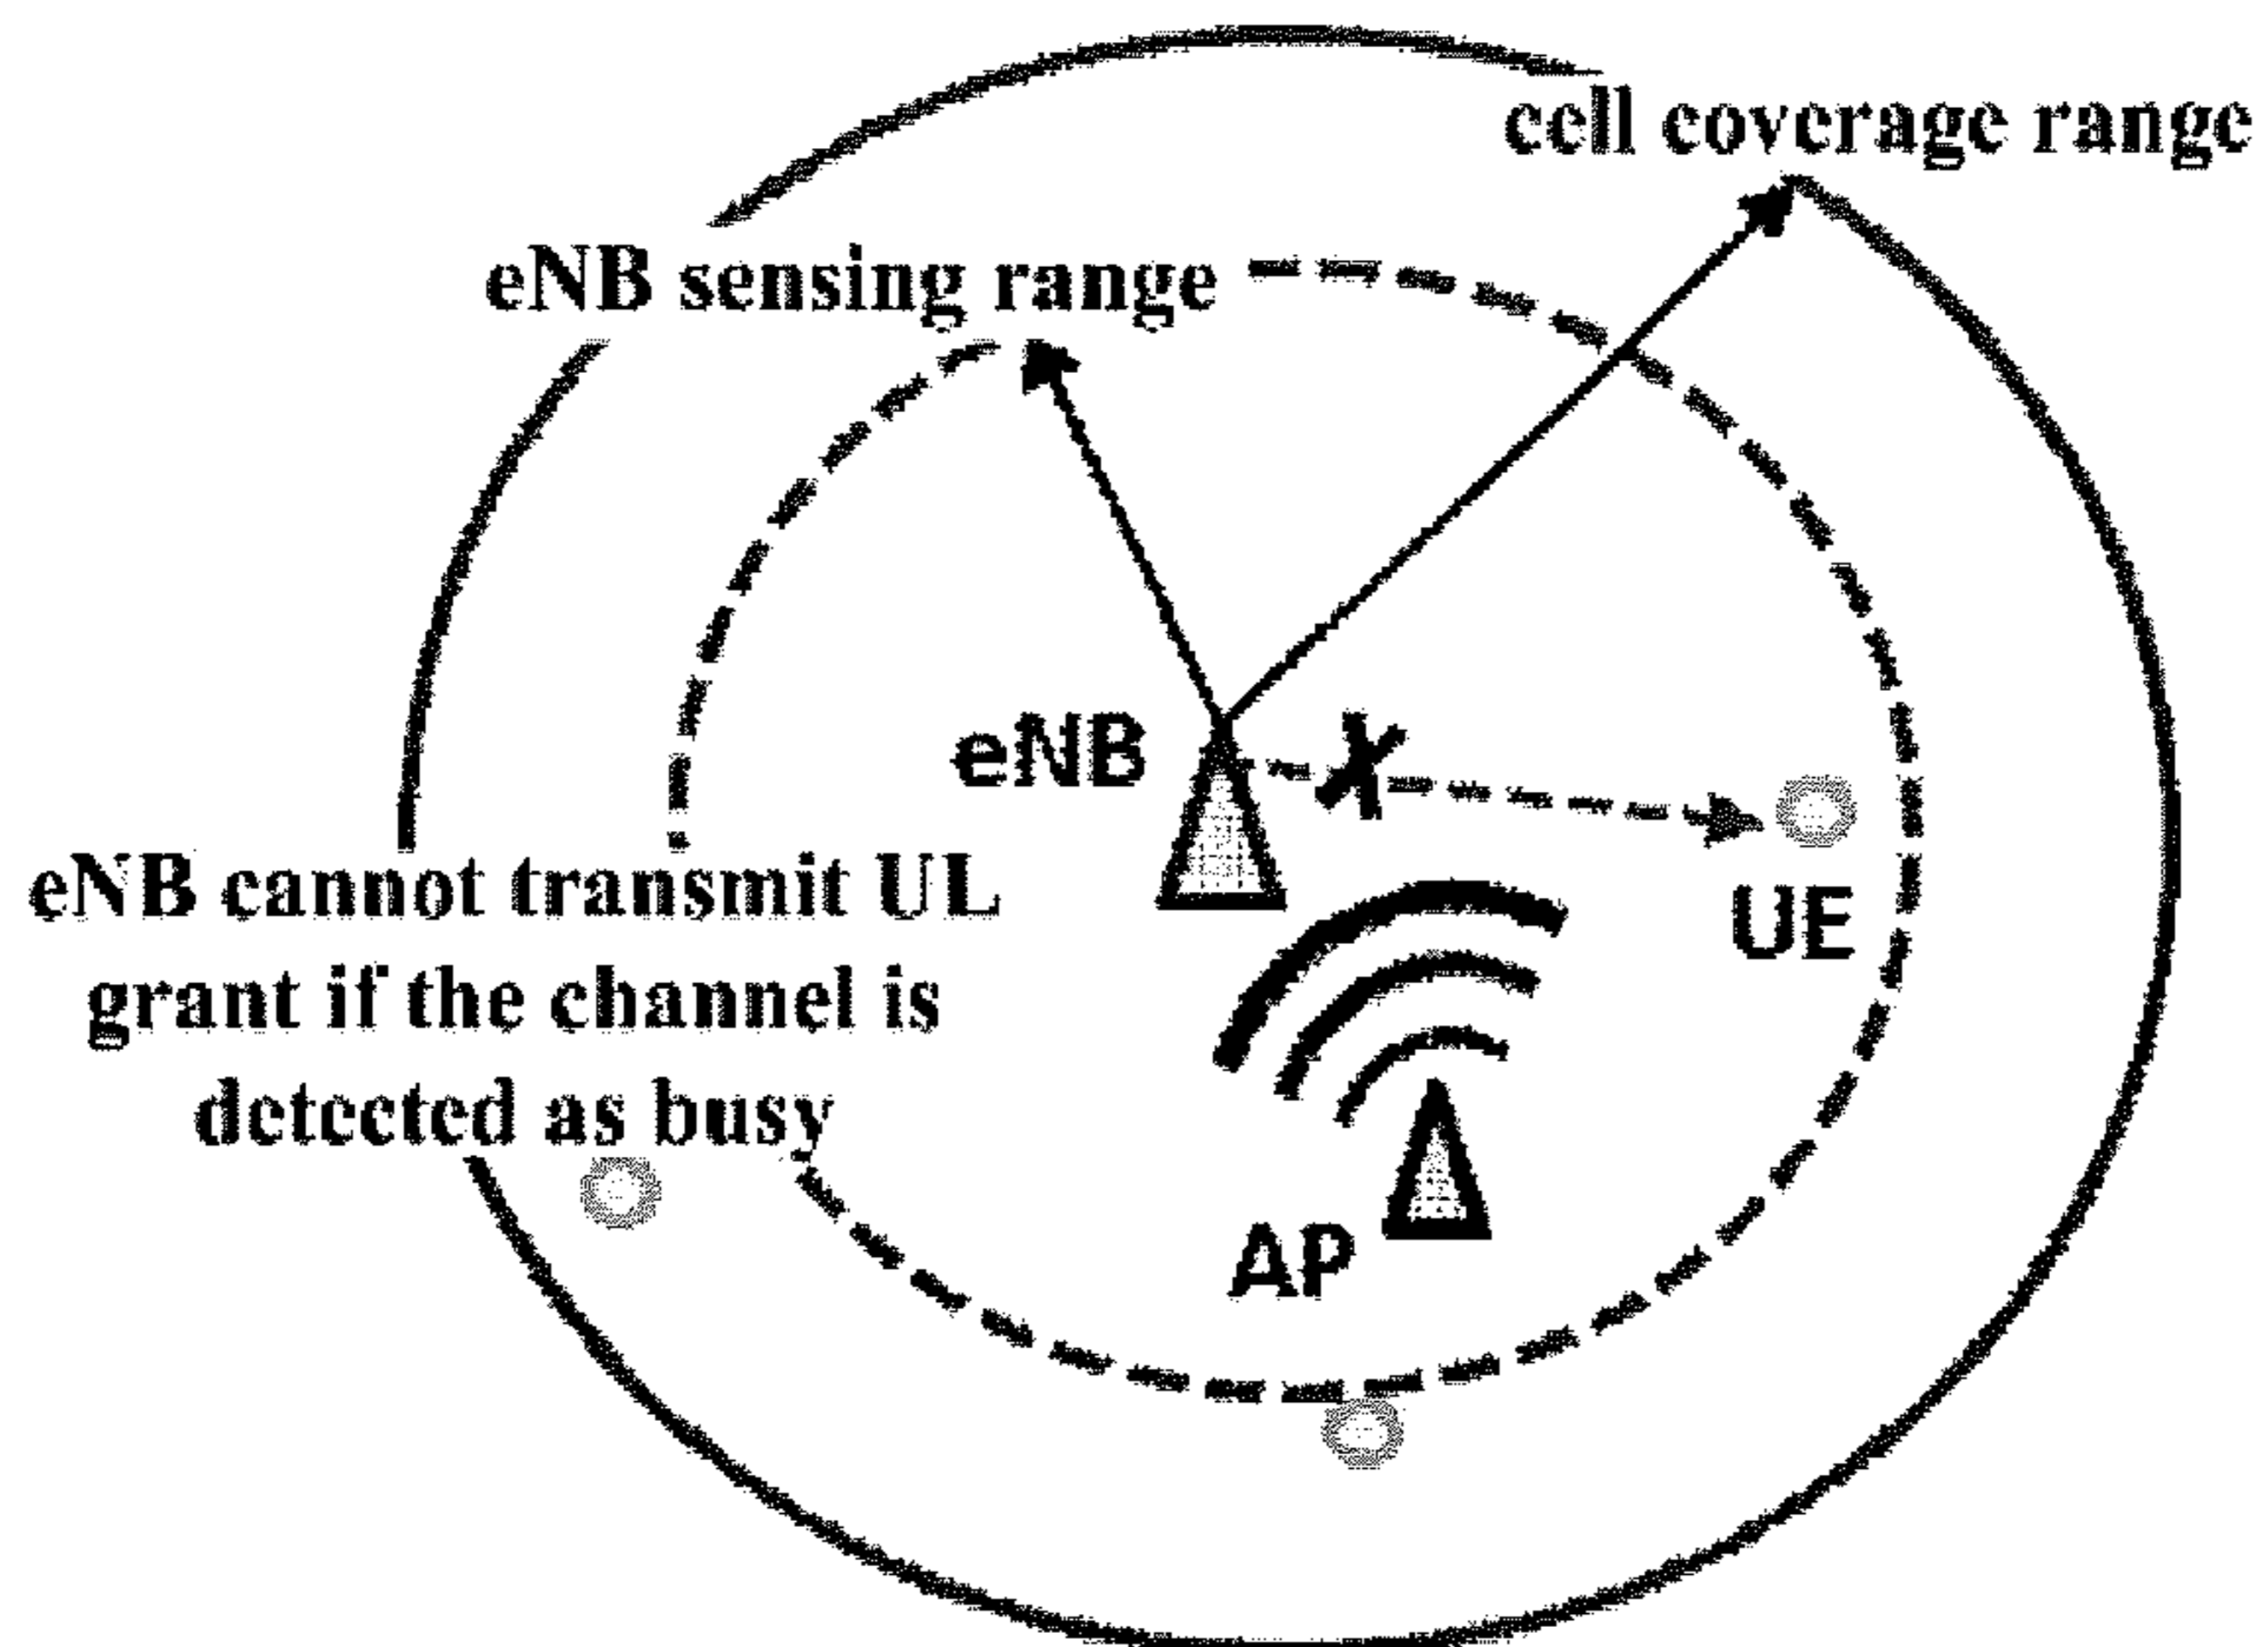 cell coverage range
eNB sensing range
eNB
eNB cannot transmit UL
grant if the channel is
detected as busy
UE
AP